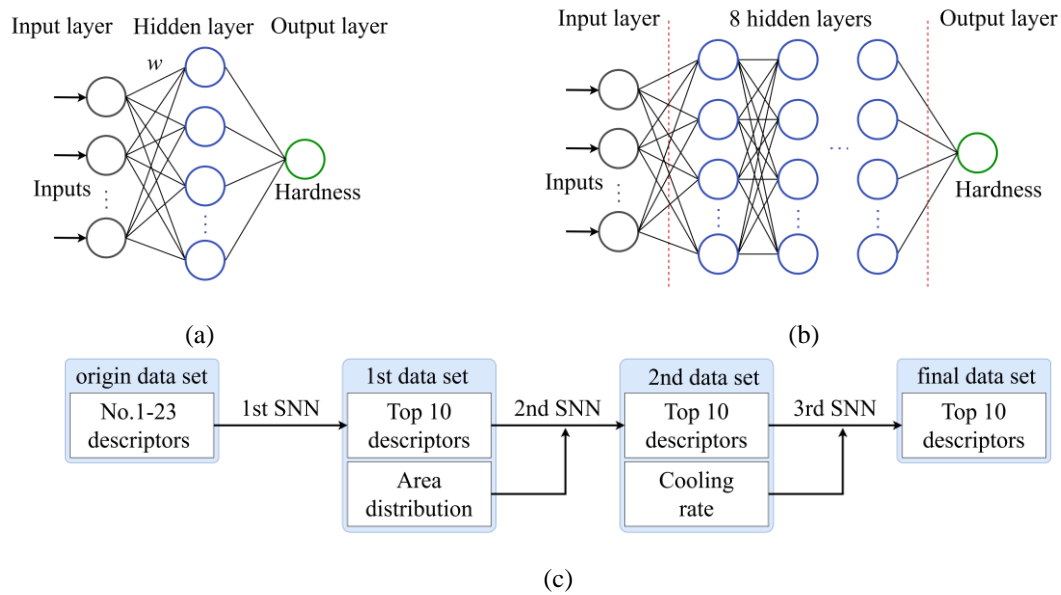 Input layer Hidden layer Output layer
w
Inputs
Hardness
(a)
Input layer 8 hidden layers Output layer
Inputs
Hardness
(b)
origin data set
No.1-23
descriptors
1st SNN
1st data set
Top 10
descriptors
Area
distribution
2nd SNN
2nd data set
Top 10
descriptors
Cooling
rate
3rd SNN
final data set
Top 10
descriptors
(c)